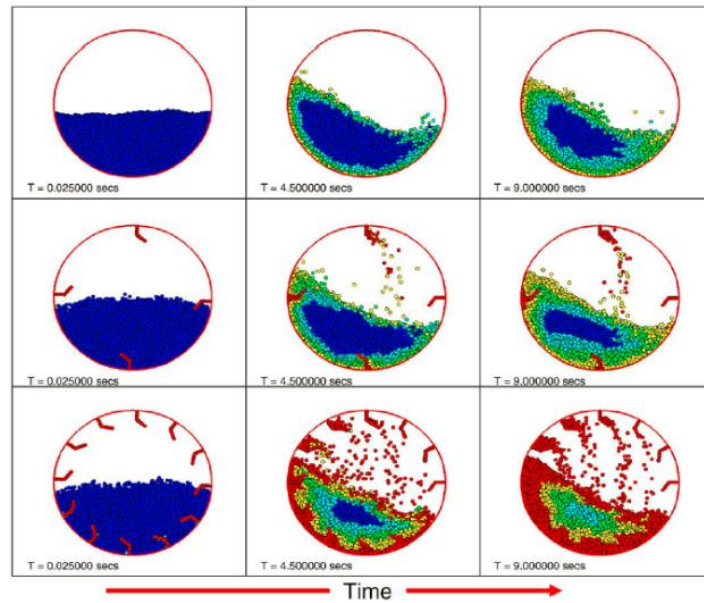 T = 0.025000 secs
T = 4.500000 secs
T = 9.000000 secs
T = 0.025000 secs
T = 4.500000 secs
T = 9.000000 secs
T = 0.025000 secs
T = 4.500000 secs
T = 9.000000 secs
Time